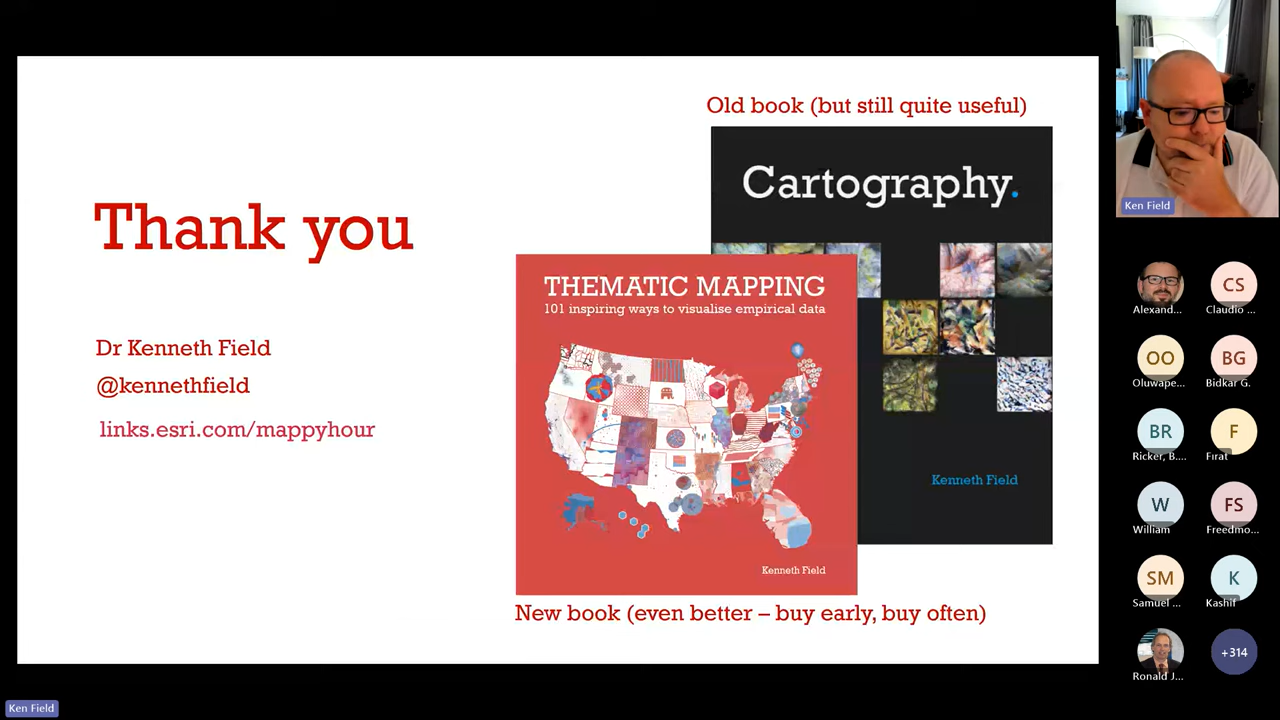 Old book (but still quite useful)
Cartography.
Thank you
THEMATIC MAPPING
101 inspiring ways to visualise empirical data
Dr Kenneth Field
@kennethfield
links.esri.com/mappyhour
Kenneth Field
Kenneth Field
New book (even better – buy early, buy often)
Ken Field
Alexand...
CS
Claudio ...
OO
Oluwape...
BG
Bidkar G.
BR
Ricker, B....
F
Fırat
W
William
FS
Freedmo...
SM
Samuel ...
K
Kashif
Ronald J...
+314
Ken Field